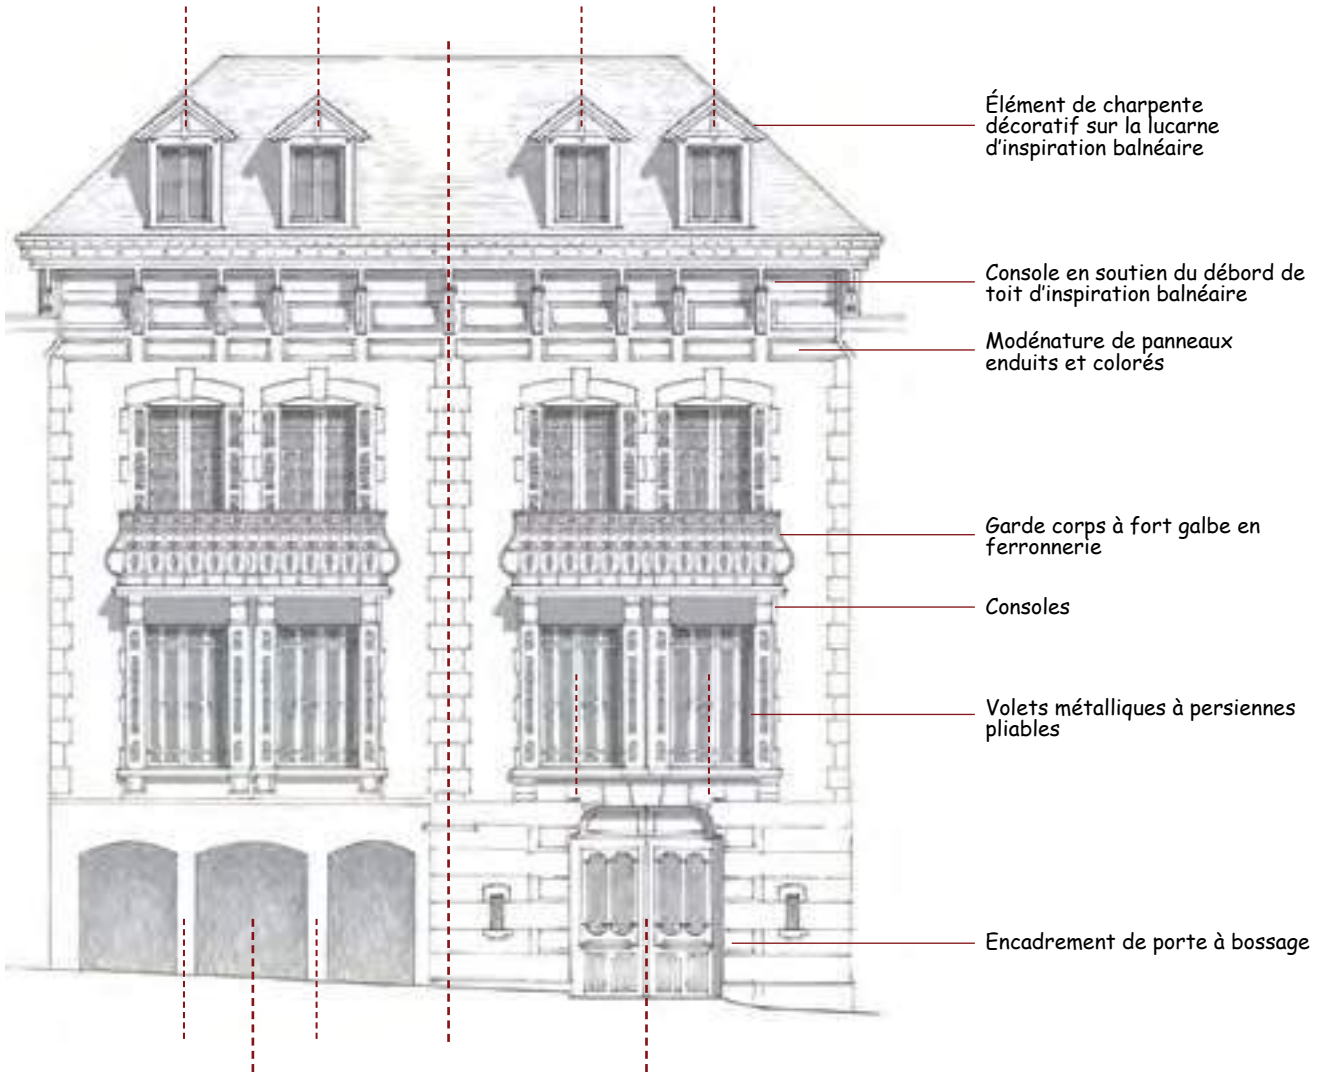 Élément de charpente
décoratif sur la lucarne
d'inspiration balnéaire
Console en soutien du débord de
toit d'inspiration balnéaire
Modénature de panneaux
enduits et colorés
Garde corps à fort galbe en
ferronnerie
Consoles
Volets métalliques à persiennes
pliables
Encadrement de porte à bossage